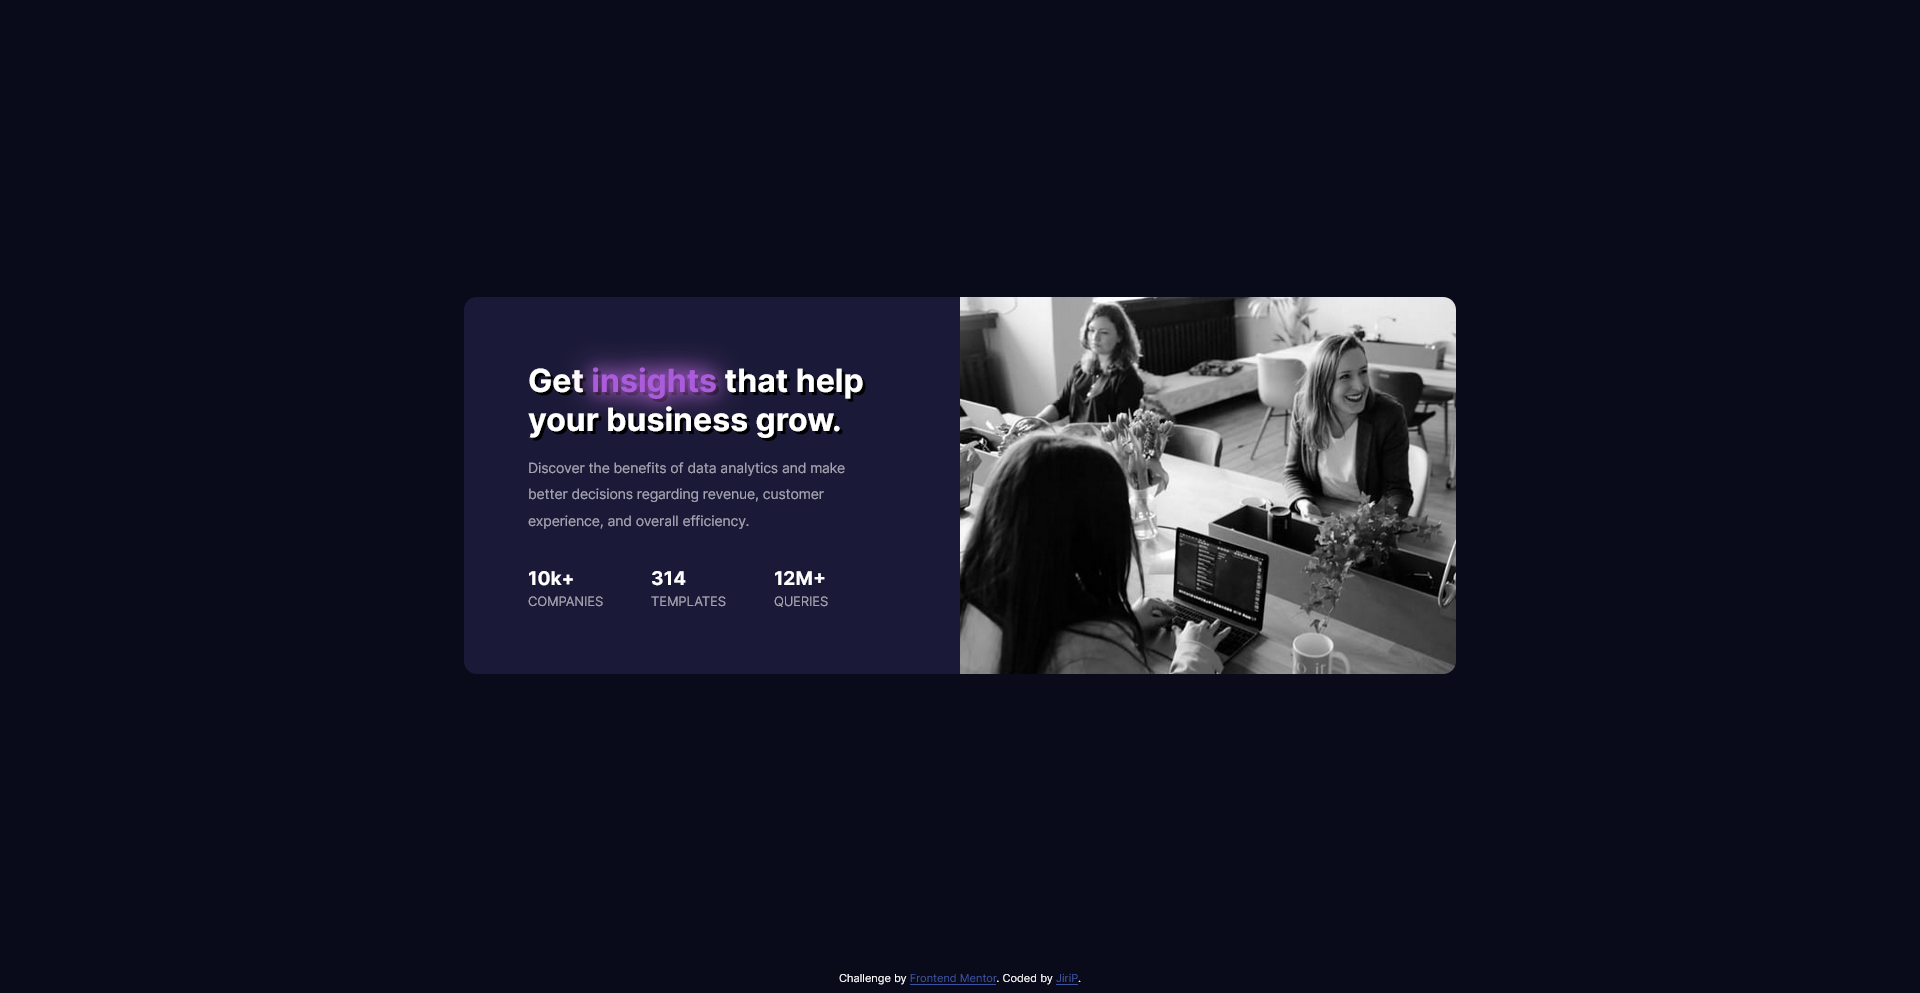 Get insights that help
your business grow.
Discover the benefits of data analytics and make
better decisions regarding revenue, customer
experience, and overall efficiency.
10k+ 314 12M+
COMPANIES TEMPLATES QUERIES
Challenge by Frontend Mentor. Coded by JiriP.